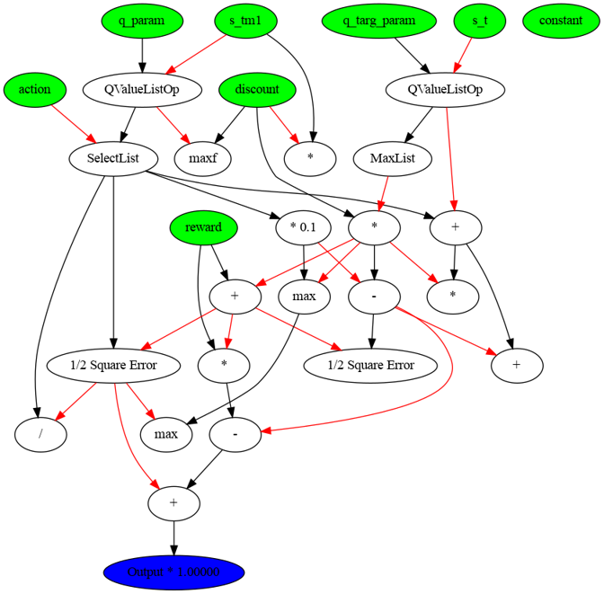 q_param
s_tm1
q_targ_param
s_t
constant
action
QValueListOp
discount
QValueListOp
SelectList
maxf
*
MaxList
reward
* 0.1
*
+
+
max
-
*
1/2 Square Error
*
1/2 Square Error
+
/
max
-
+
Output * 1.00000